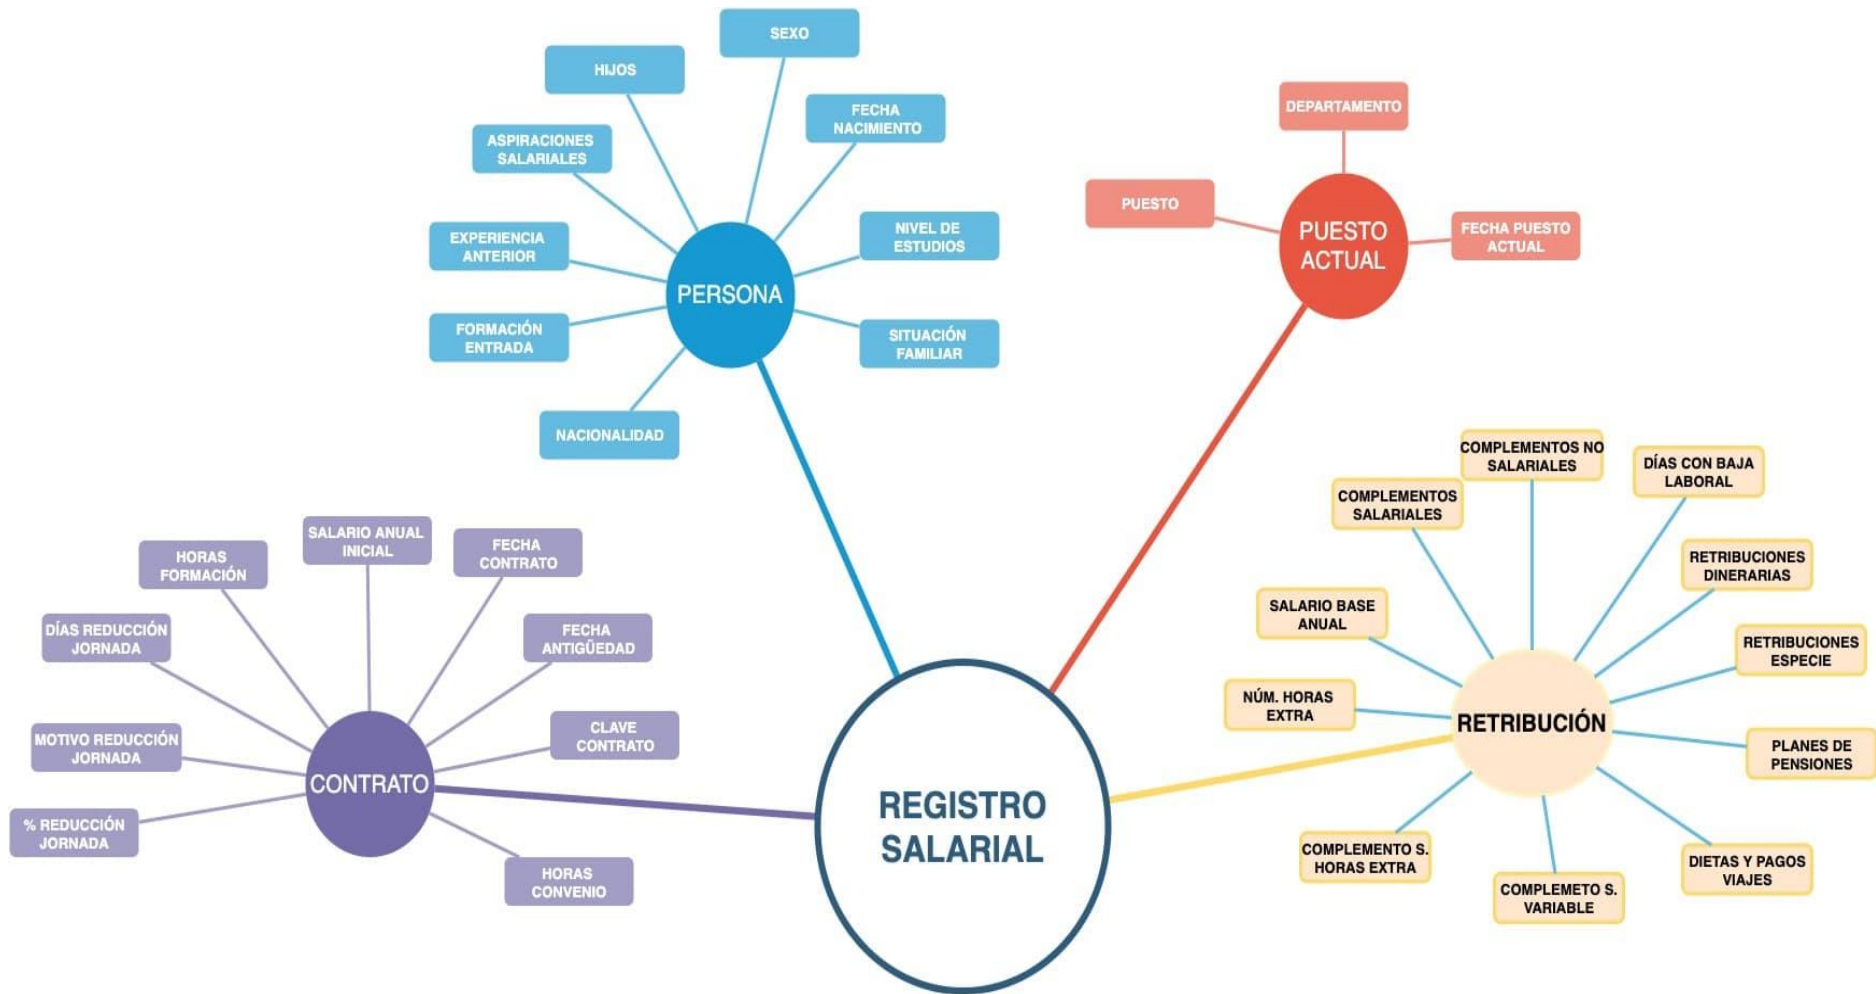 SEXO
HIJOS
FECHA
NACIMIENTO
ASPIRACIONES
SALARIALES
EXPERIENCIA
ANTERIOR
NIVEL DE
ESTUDIOS
PERSONA
FORMACIÓN
ENTRADA
SITUACIÓN
FAMILIAR
NACIONALIDAD
DEPARTAMENTO
PUESTO
PUESTO
ACTUAL
FECHA PUESTO
ACTUAL
SALARIO ANUAL
INICIAL
FECHA
CONTRATO
HORAS
FORMACIÓN
DÍAS REDUCCIÓN
JORNADA
FECHA
ANTIGÜEDAD
MOTIVO REDUCCIÓN
JORNADA
CLAVE
CONTRATO
CONTRATO
% REDUCCIÓN
JORNADA
HORAS
CONVENIO
REGISTRO
SALARIAL
COMPLEMENTOS NO
SALARIALES
DÍAS CON BAJA
LABORAL
COMPLEMENTOS
SALARIALES
RETRIBUCIONES
DINERARIAS
SALARIO BASE
ANUAL
RETRIBUCIONES
ESPECIE
NÚM. HORAS
EXTRA
RETRIBUCIÓN
PLANES DE
PENSIONES
COMPLEMENTO S.
HORAS EXTRA
DIETAS Y PAGOS
VIAJES
COMPLEMETO S.
VARIABLE